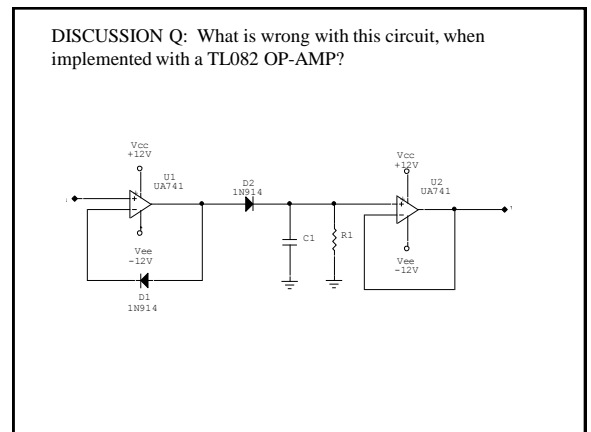 DISCUSSION Q: What is wrong with this circuit, when
implemented with a TL082 OP-AMP?
Vcc
+12V
U1
UA741
Vee
-12V
D1
1N914
D2
1N914
C1
R1
Vcc
+12V
U2
UA741
Vee
-12V